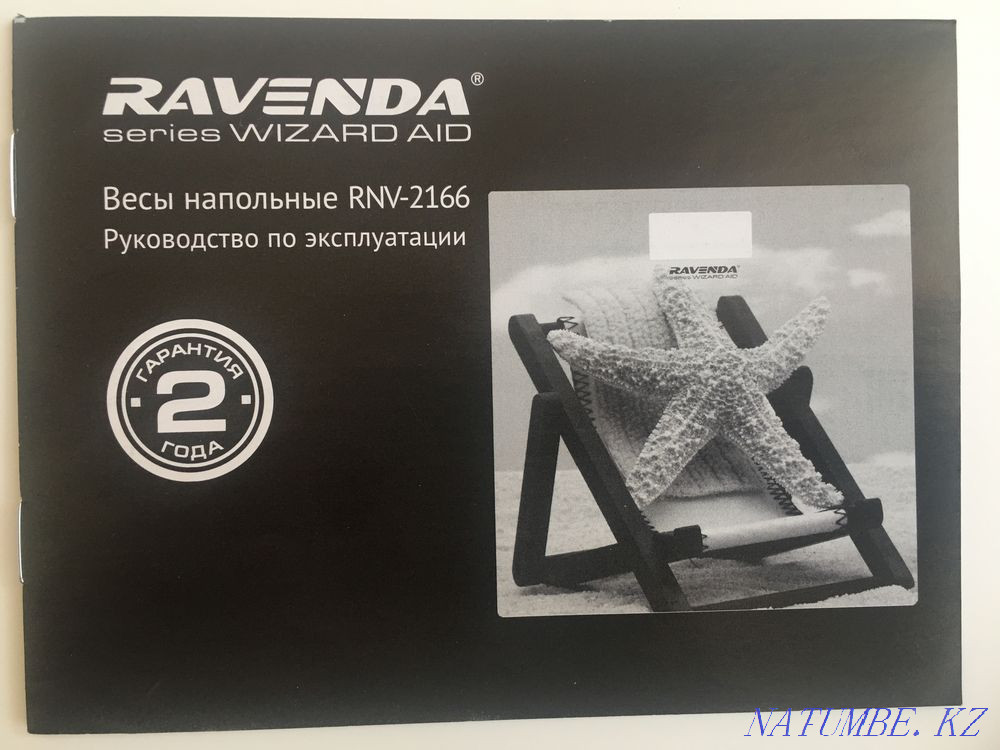 RAVENDA®
series WIZARD AID
Весы напольные RNV-2166
Руководство по эксплуатации
RAVENDA®
series WIZARD AID
ГАРАНТИЯ
2
ГОДА
NATUMBE. KZ